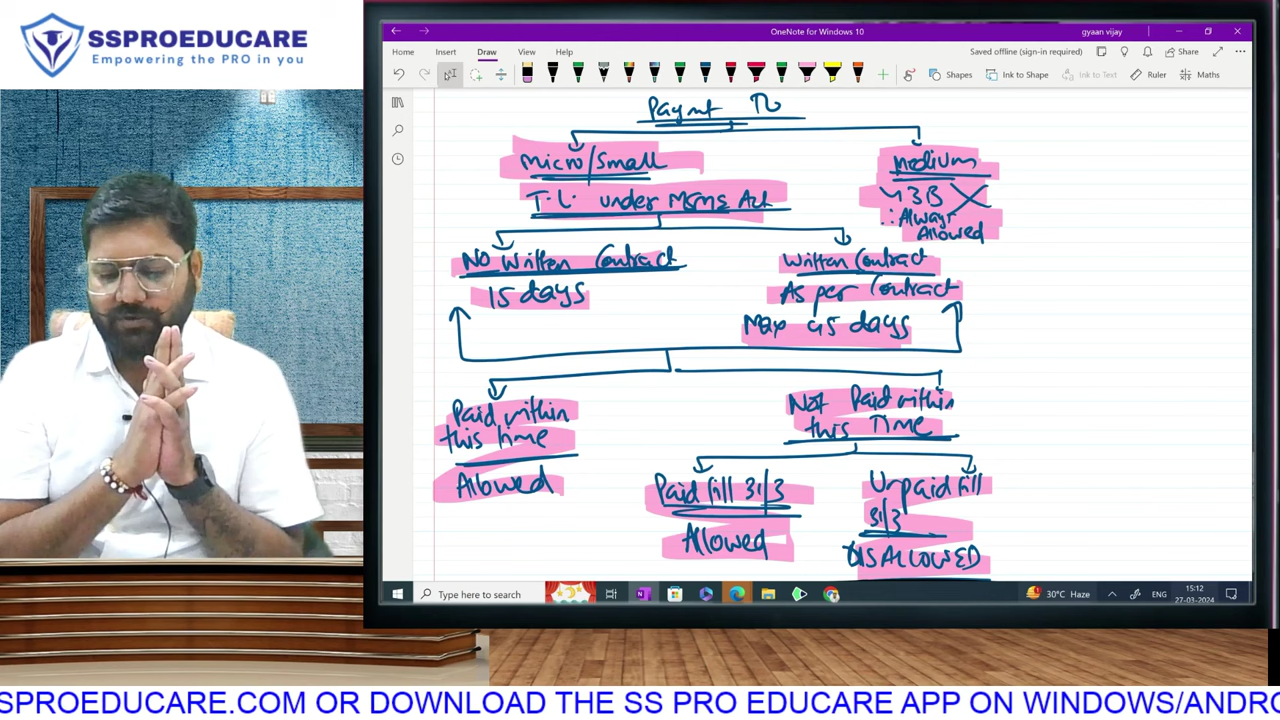 SSPROEDUCARE
Empowering the PRO in you
OneNote for Windows 10
gyaan vijay
Home Insert Draw View Help
Saved offline (sign-in required)
Share
Shapes
Ink to Shape
Ink to Text
Ruler
Maths
Micro/Small
Medium
T.L. under MSME Act
43B X
∴ Always
Allowed
No Written Contract
Written Contract
15 days
As per Contract
Max 45 days
Paid within
this time
Allowed
Not Paid within
this Time
Paid till 31/3
Allowed
Unpaid till
31/3
DISALLOWED
Type here to search
30°C Haze
ENG
15:12
27-03-2024
SPROEDUCARE.COM OR DOWNLOAD THE SS PRO EDUCARE APP ON WINDOWS/ANDRO